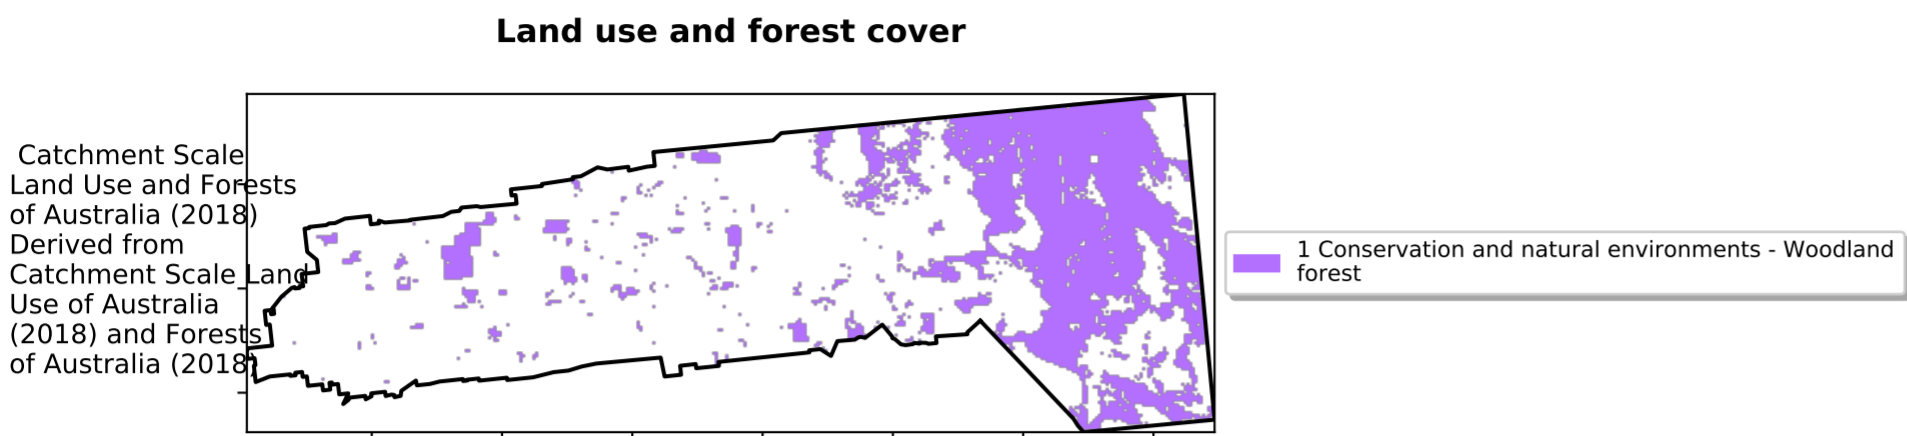 Land use and forest cover
Catchment Scale
Land Use and Forests
of Australia (2018)
Derived from
Catchment Scale Land
Use of Australia
(2018) and Forests
of Australia (2018)
1 Conservation and natural environments - Woodland
forest